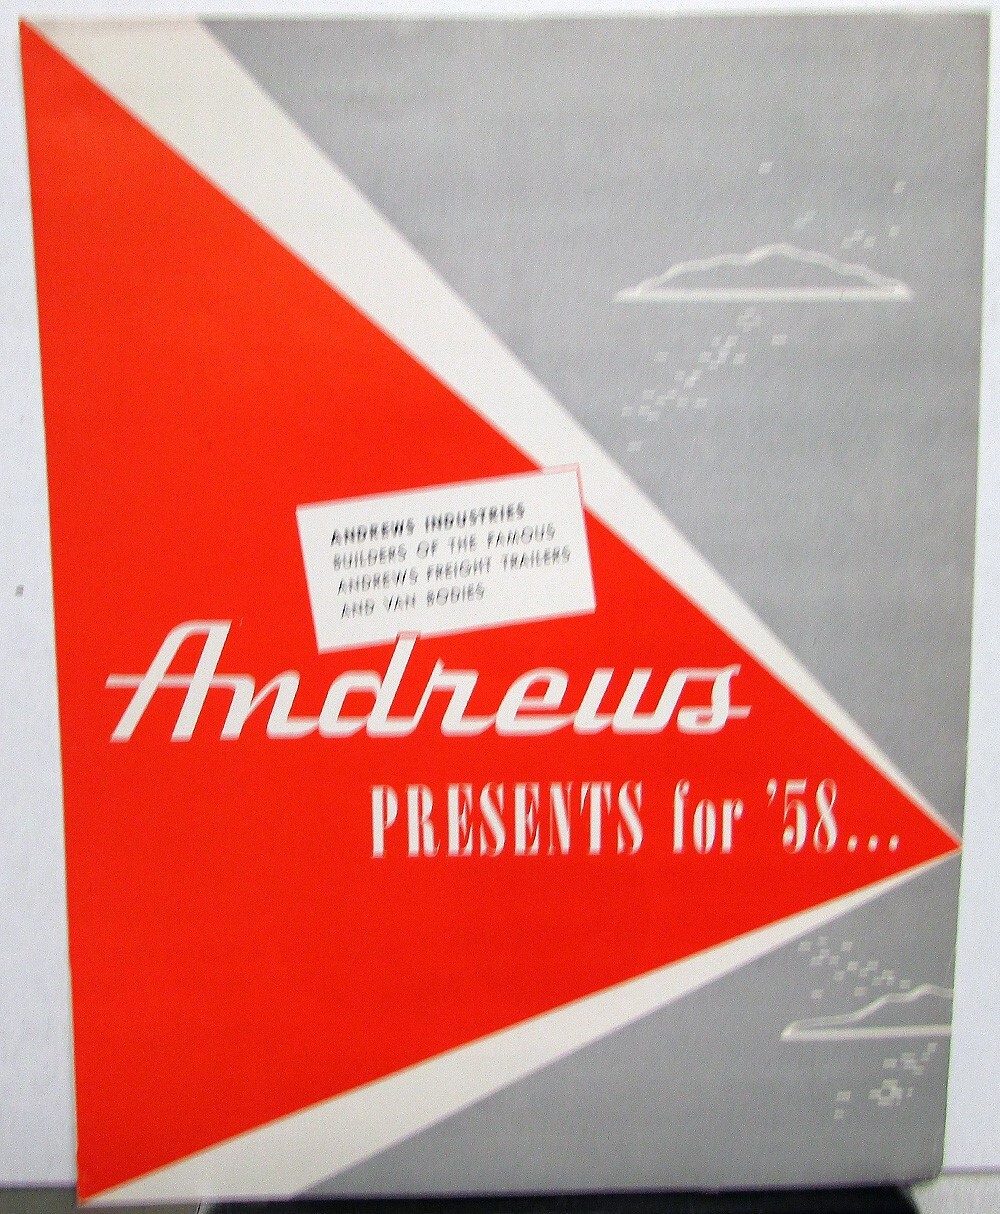 ANDREWS INDUSTRIES
BUILDERS OF THE FAMOUS
ANDREWS FREIGHT TRAILERS
AND VAN BODIES
Andrews
PRESENTS for '58...